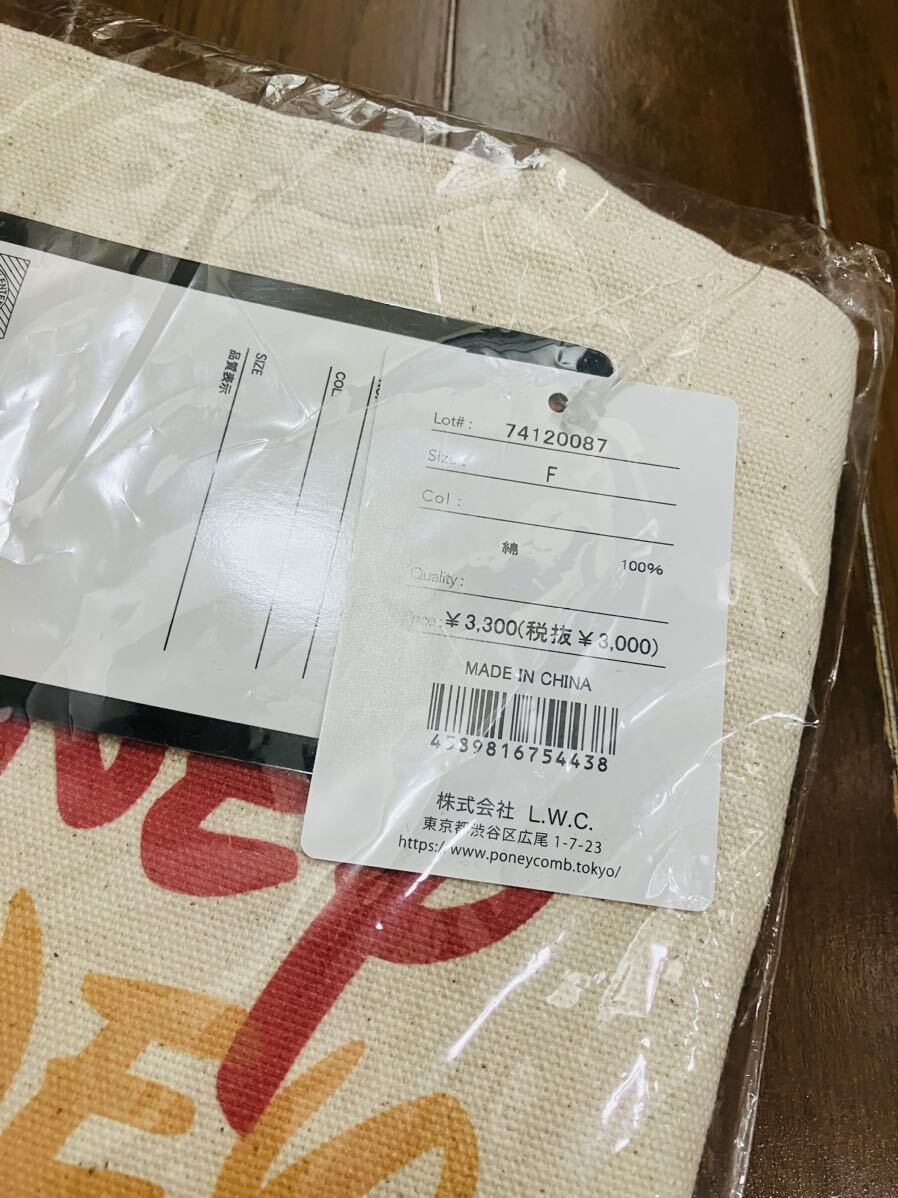 Lot# : 74120087
Size : F
Col :
綿 100%
Quality :
Price : ¥3,300(税抜¥3,000)
MADE IN CHINA
4589816754438
株式会社 L.W.C.
東京都渋谷区広尾 1-7-23
https://www.poneycomb.tokyo/
COL.
SIZE
品質表示